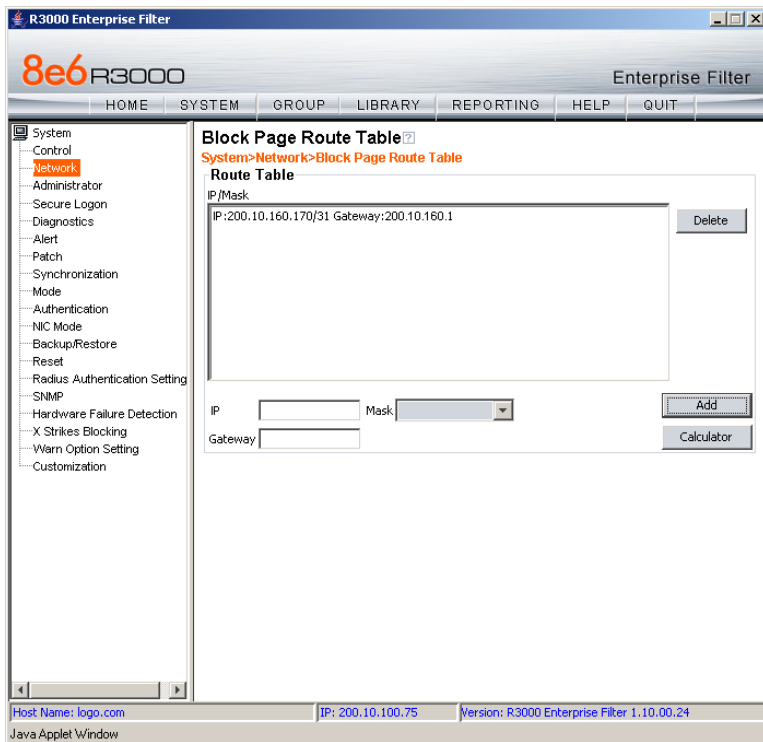 R3000 Enterprise Filter
8e6 R3000
Enterprise Filter
HOME SYSTEM GROUP LIBRARY REPORTING HELP QUIT
System
Control
Network
Administrator
Secure Logon
Diagnostics
Alert
Patch
Synchronization
Mode
Authentication
NIC Mode
Backup/Restore
Reset
Radius Authentication Setting
SNMP
Hardware Failure Detection
X Strikes Blocking
Warn Option Setting
Customization
Block Page Route Table ?
System>Network>Block Page Route Table
Route Table
IP/Mask
IP:200.10.160.170/31 Gateway:200.10.160.1
Delete
IP
Mask
Add
Gateway
Calculator
Host Name: logo.com
IP: 200.10.100.75
Version: R3000 Enterprise Filter 1.10.00.24
Java Applet Window